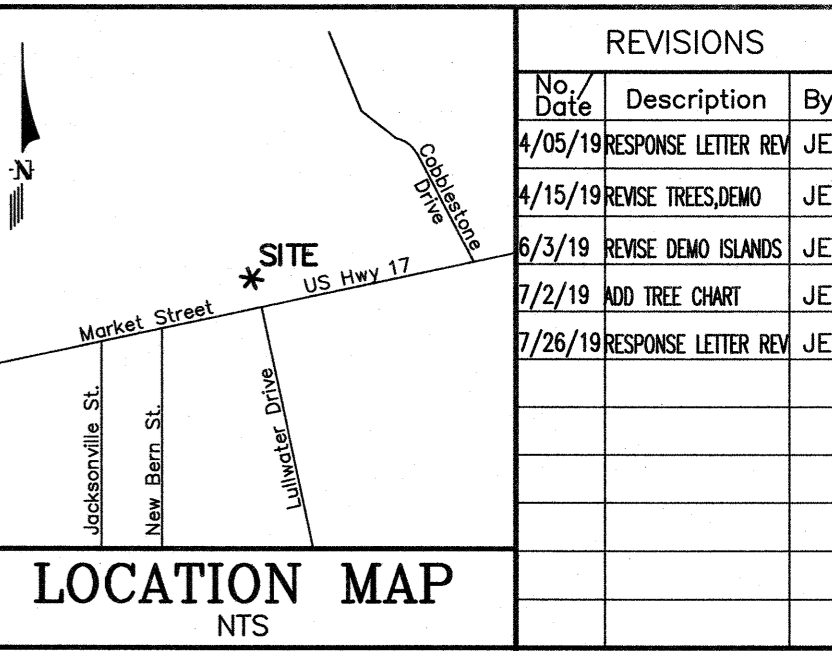 N
Cobblestone
Drive
SITE
US Hwy 17
Market Street
Jacksonville St.
New Bern St.
Lullwater Drive
LOCATION MAP
NTS
REVISIONS
No./
Date Description By
4/05/19 RESPONSE LETTER REV JE
4/15/19 REVISE TREES,DEMO JE
6/3/19 REVISE DEMO ISLANDS JE
7/2/19 ADD TREE CHART JE
7/26/19 RESPONSE LETTER REV JE